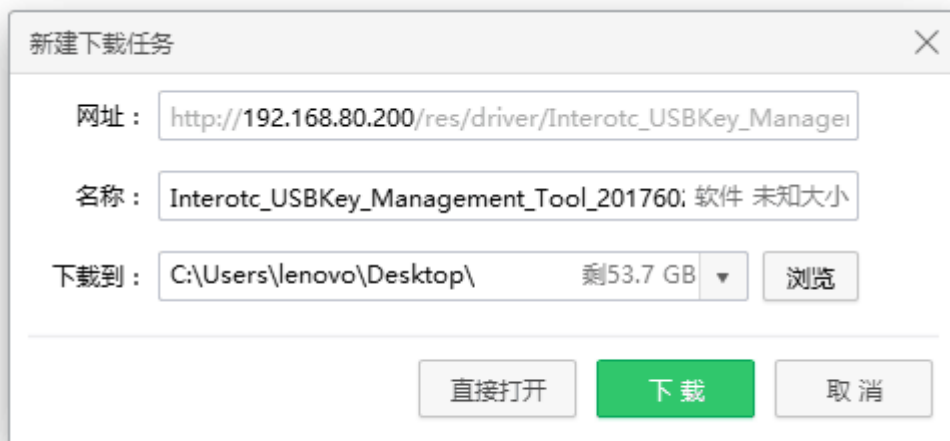 新建下载任务
网址： http://192.168.80.200/res/driver/Interotc_USBKey_Manage
名称： Interotc_USBKey_Management_Tool_201760 软件 未知大小
下载到： C:\Users\lenovo\Desktop\ 剩53.7 GB 浏览
直接打开 下 载 取 消